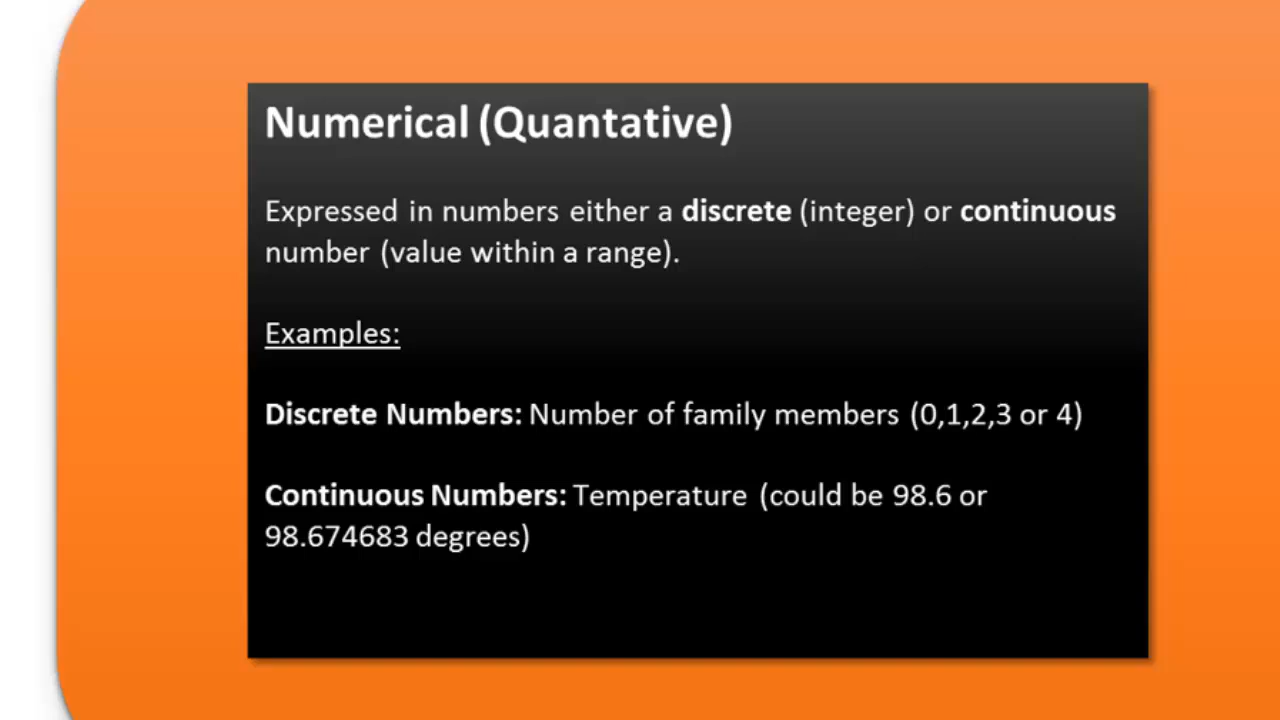 Numerical (Quantative)
Expressed in numbers either a discrete (integer) or continuous
number (value within a range).
Examples:
Discrete Numbers: Number of family members (0,1,2,3 or 4)
Continuous Numbers: Temperature (could be 98.6 or
98.674683 degrees)